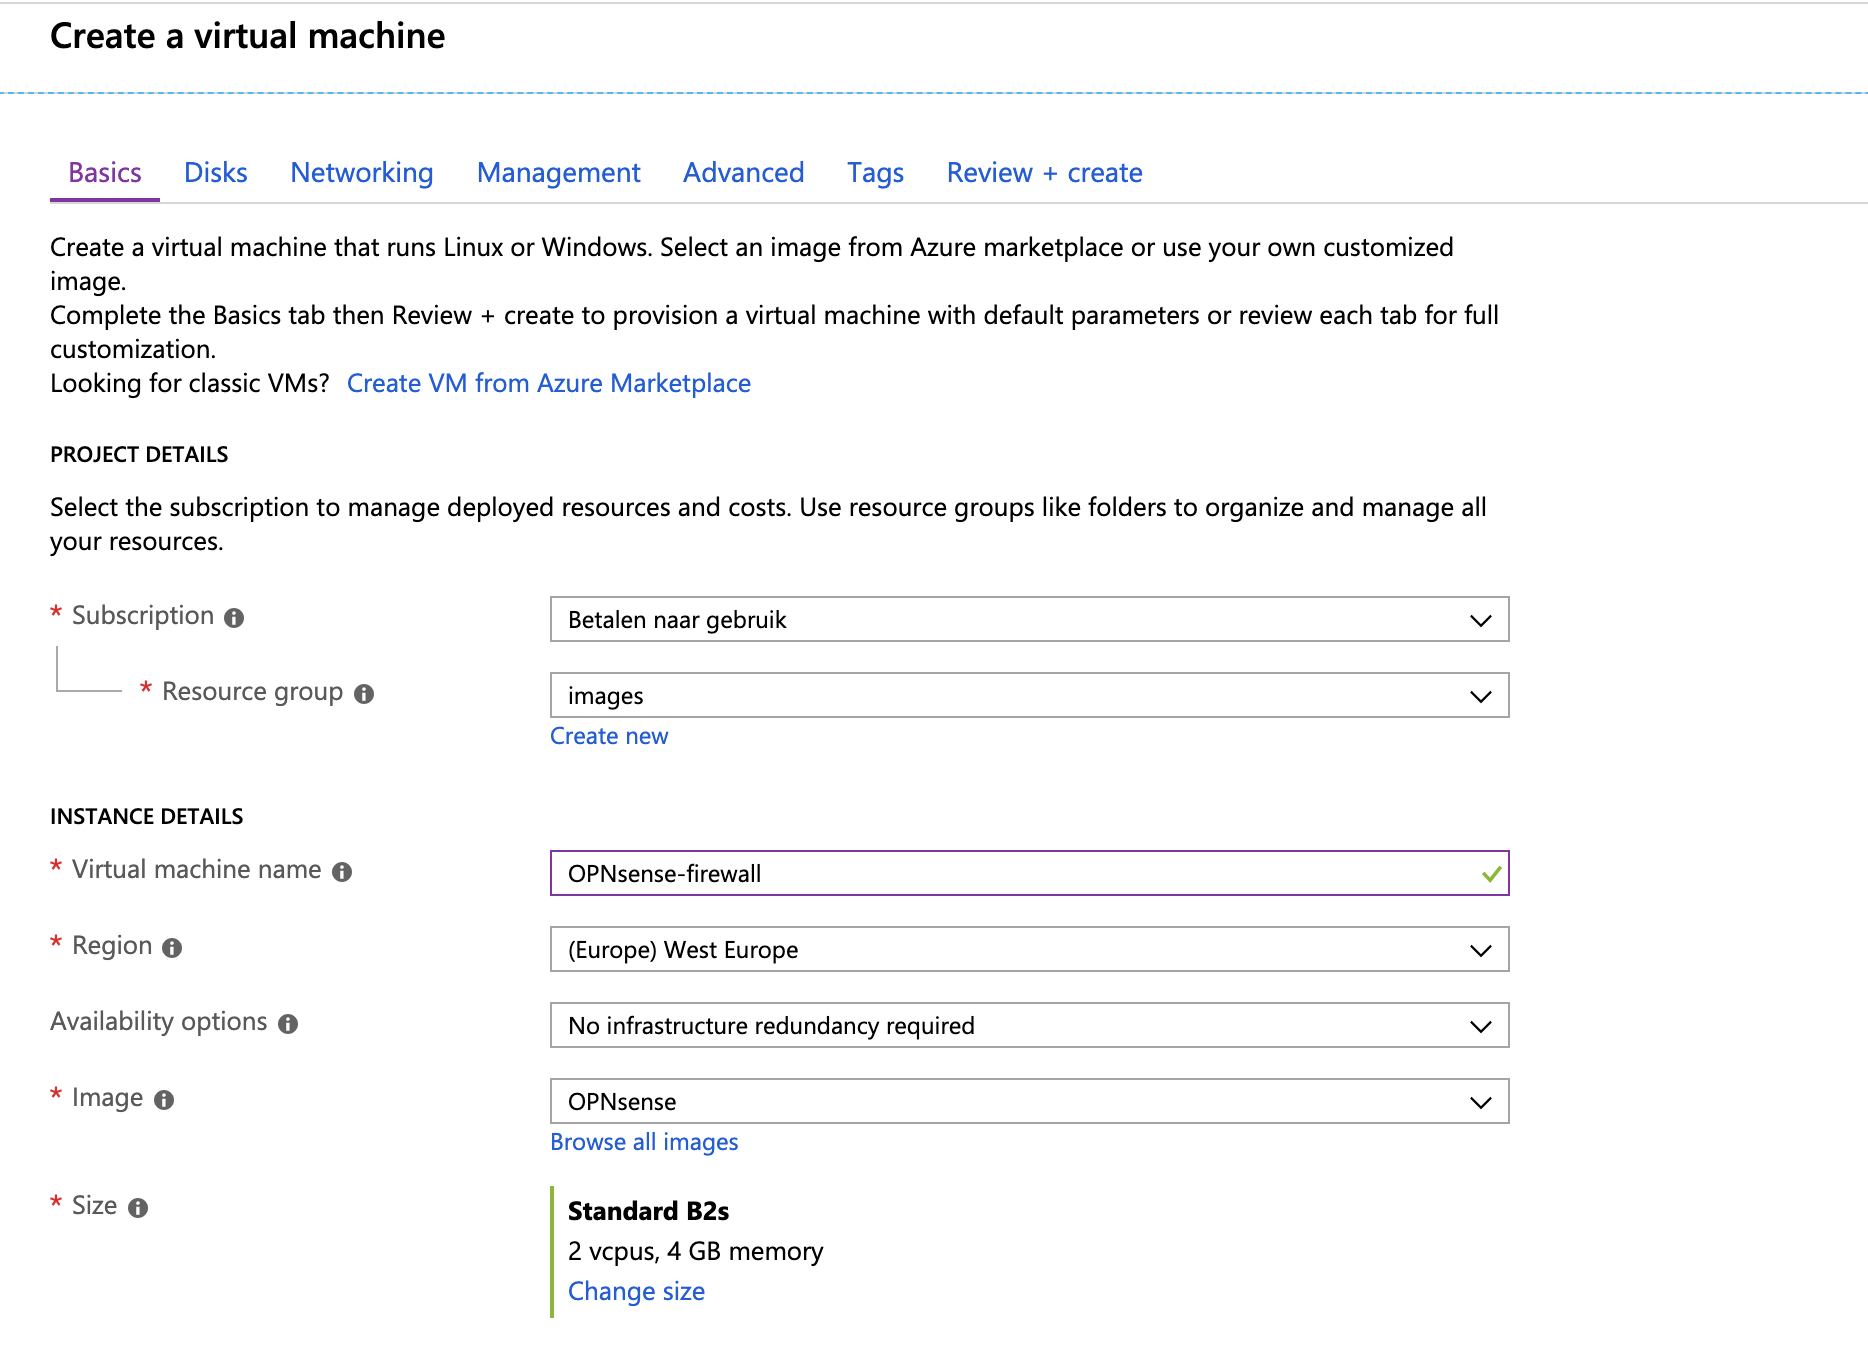 Create a virtual machine
Basics Disks Networking Management Advanced Tags Review + create
Create a virtual machine that runs Linux or Windows. Select an image from Azure marketplace or use your own customized
image.
Complete the Basics tab then Review + create to provision a virtual machine with default parameters or review each tab for full
customization.
Looking for classic VMs? Create VM from Azure Marketplace
PROJECT DETAILS
Select the subscription to manage deployed resources and costs. Use resource groups like folders to organize and manage all
your resources.
* Subscription Betalen naar gebruik
* Resource group images
Create new
INSTANCE DETAILS
* Virtual machine name OPNsense-firewall
* Region (Europe) West Europe
Availability options No infrastructure redundancy required
* Image OPNsense
Browse all images
* Size Standard B2s
2 vcpus, 4 GB memory
Change size